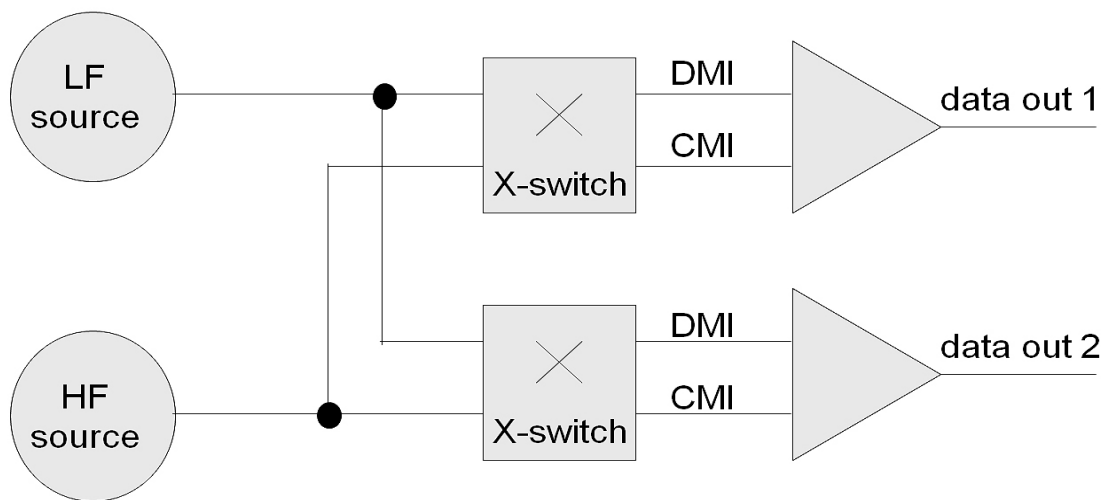 LF
source
X-switch
DMI
CMI
data out 1
HF
source
X-switch
DMI
CMI
data out 2